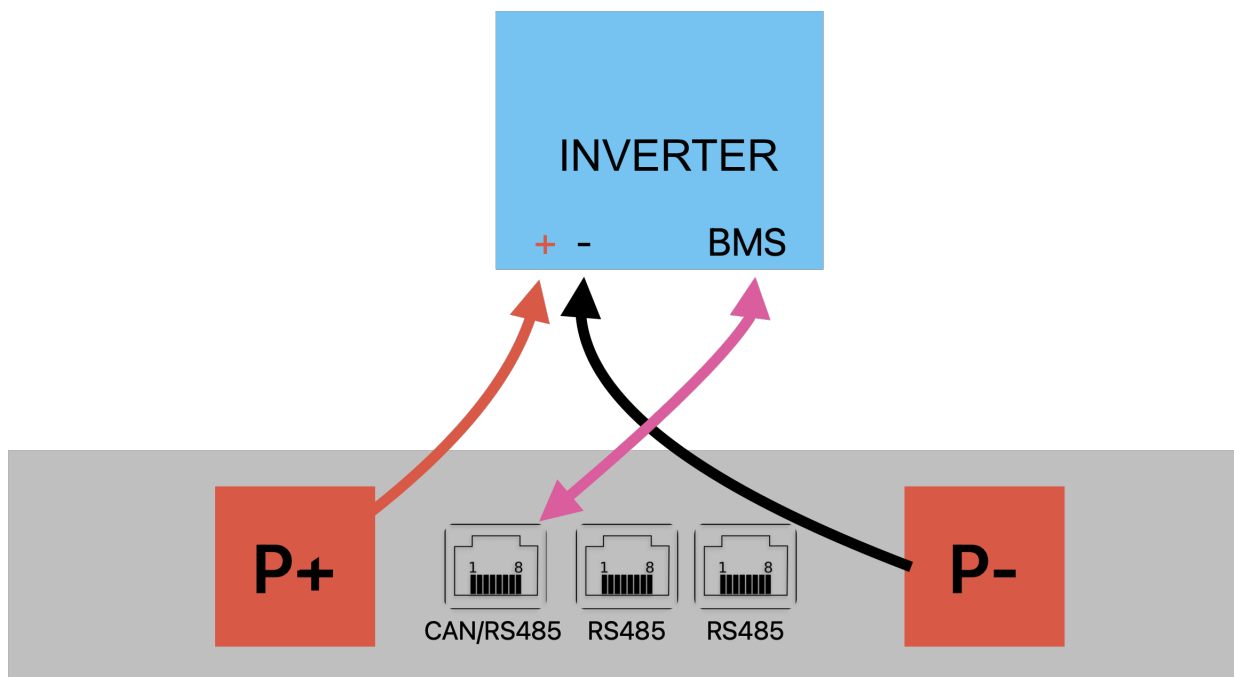 INVERTER
+ - BMS
P+
1 8
1 8
1 8
P-
CAN/RS485 RS485 RS485